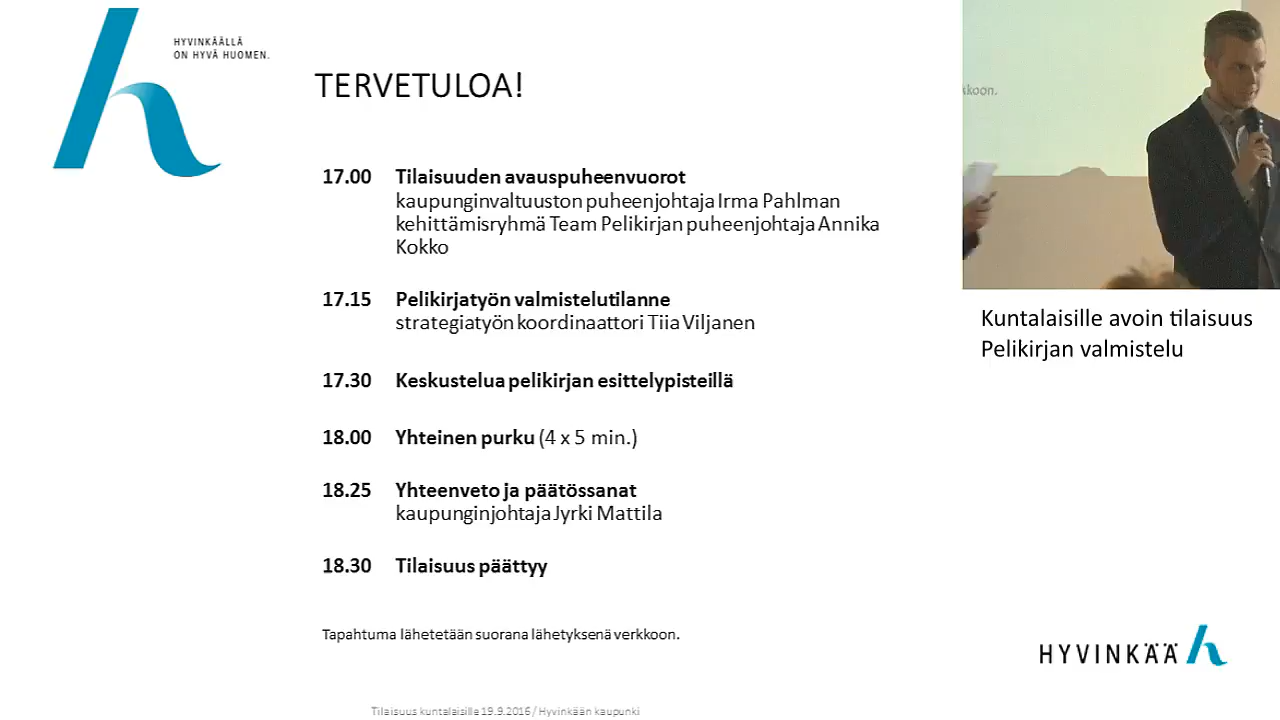 HYVINKÄÄLLÄ
ON HYVÄ HUOMEN.
TERVETULOA!
17.00 Tilaisuuden avauspuheenvuorot
kaupunginvaltuuston puheenjohtaja Irma Pahlman
kehittämisryhmä Team Pelikirjan puheenjohtaja Annika
Kokko
17.15 Pelikirjatyön valmistelutilanne
strategiatyön koordinaattori Tiia Viljanen
17.30 Keskustelua pelikirjan esittelypisteillä
18.00 Yhteinen purku (4 x 5 min.)
18.25 Yhteenveto ja päätössanat
kaupunginjohtaja Jyrki Mattila
18.30 Tilaisuus päättyy
Tapahtuma lähetetään suorana lähetyksenä verkkoon.
Tilaisuus kuntalaisille 19.9.2016 / Hyvinkään kaupunki
kkoon.
Kuntalaisille avoin tilaisuus
Pelikirjan valmistelu
HYVINKÄÄ